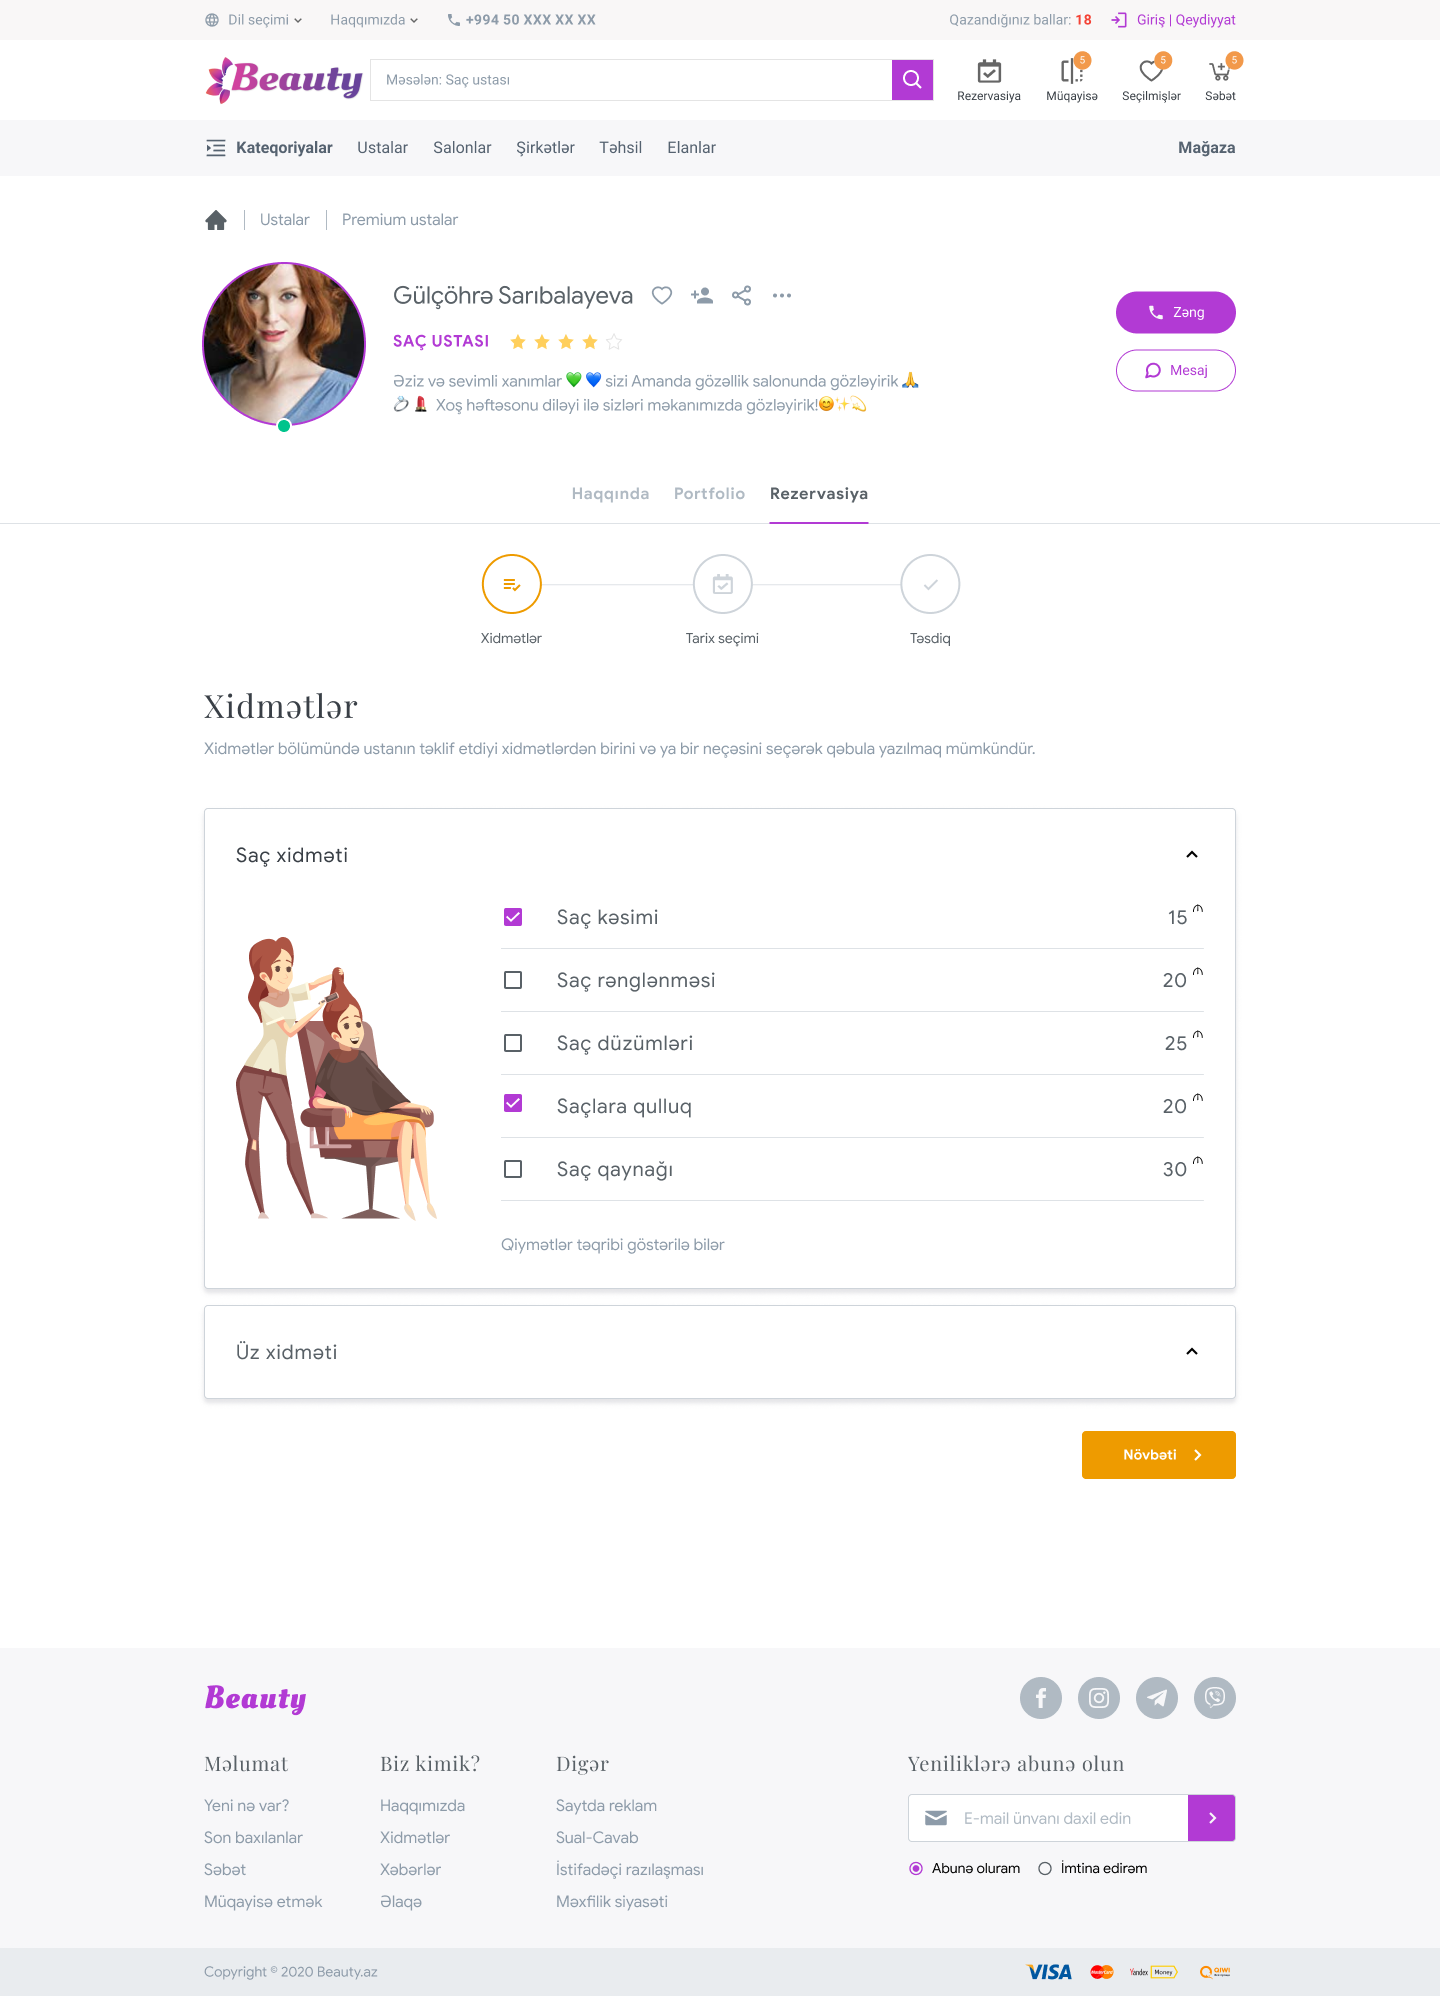 Dil seçimi
Haqqımızda
+994 50 XXX XX XX
Qazandığınız ballar: 18
Giriş | Qeydiyyat
Beauty
Məsələn: Saç ustası
Rezervasiya
5
Müqayisə
5
Seçilmişlər
5
Səbət
Kateqoriyalar
Ustalar
Salonlar
Şirkətlər
Təhsil
Elanlar
Mağaza
Ustalar
Premium ustalar
Gülçöhrə Sarıbalayeva
SAÇ USTASI
Əziz və sevimli xanımlar 💚 💙 sizi Amanda gözəllik salonunda gözləyirik 🙏
💍 💄 Xoş həftəsonu diləyi ilə sizləri məkanımızda gözləyirik!😊✨💫
Zəng
Mesaj
Haqqında
Portfolio
Rezervasiya
Xidmətlər
Tarix seçimi
Təsdiq
Xidmətlər
Xidmətlər bölümündə ustanın təklif etdiyi xidmətlərdən birini və ya bir neçəsini seçərək qəbula yazılmaq mümkündür.
Saç xidməti
Saç kəsimi 15 ₼
Saç rənglənməsi 20 ₼
Saç düzümləri 25 ₼
Saçlara qulluq 20 ₼
Saç qaynağı 30 ₼
Qiymətlər təqribi göstərilə bilər
Üz xidməti
Növbəti
Beauty
Məlumat
Yeni nə var?
Son baxılanlar
Səbət
Müqayisə etmək
Biz kimik?
Haqqımızda
Xidmətlər
Xəbərlər
Əlaqə
Digər
Saytda reklam
Sual-Cavab
İstifadəçi razılaşması
Məxfilik siyasəti
Yeniliklərə abunə olun
E-mail ünvanı daxil edin
Abunə oluram
İmtina edirəm
Copyright © 2020 Beauty.az
VISA
MasterCard
Yandex Money
QIWI